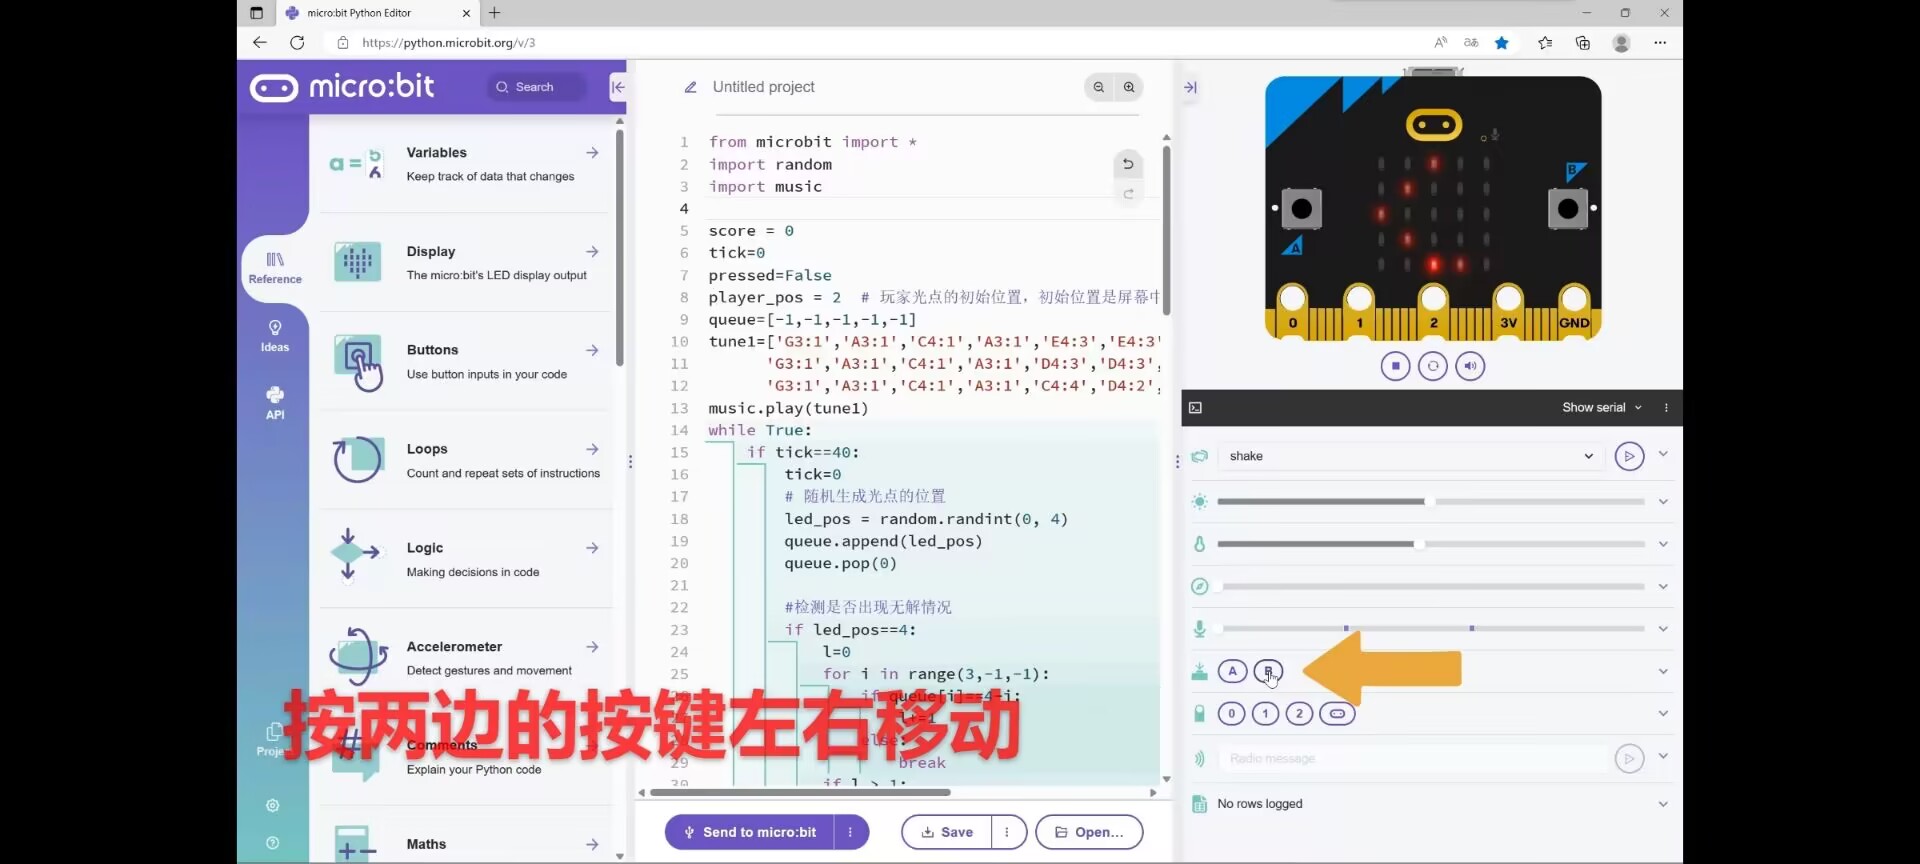 micro:bit Python Editor
https://python.microbit.org/v/3
micro:bit
Search
Reference
Ideas
API
Variables
Keep track of data that changes
Display
The micro:bit's LED display output
Buttons
Use button inputs in your code
Loops
Count and repeat sets of instructions
Logic
Making decisions in code
Accelerometer
Detect gestures and movement
Comments
Explain your Python code
Maths
Untitled project
1 from microbit import *
2 import random
3 import music
4
5 score = 0
6 tick=0
7 pressed=False
8 player_pos = 2 # 玩家光点的初始位置，初始位置是屏幕中
9 queue=[-1,-1,-1,-1,-1]
10 tune1=['G3:1','A3:1','C4:1','A3:1','E4:3','E4:3'
11 'G3:1','A3:1','C4:1','A3:1','D4:3','D4:3',
12 'G3:1','A3:1','C4:1','A3:1','C4:4','D4:2',
13 music.play(tune1)
14 while True:
15 if tick==40:
16 tick=0
17 # 随机生成光点的位置
18 led_pos = random.randint(0, 4)
19 queue.append(led_pos)
20 queue.pop(0)
21
22 #检测是否出现无解情况
23 if led_pos==4:
24 l=0
25 for i in range(3,-1,-1):
if queue[i]==4-i:
else:
29 break
按两边的按键左右移动
Send to micro:bit
Save
Open...
A
B
0 1 2 3V GND
Show serial
shake
A
0 1 2
Radio message
No rows logged